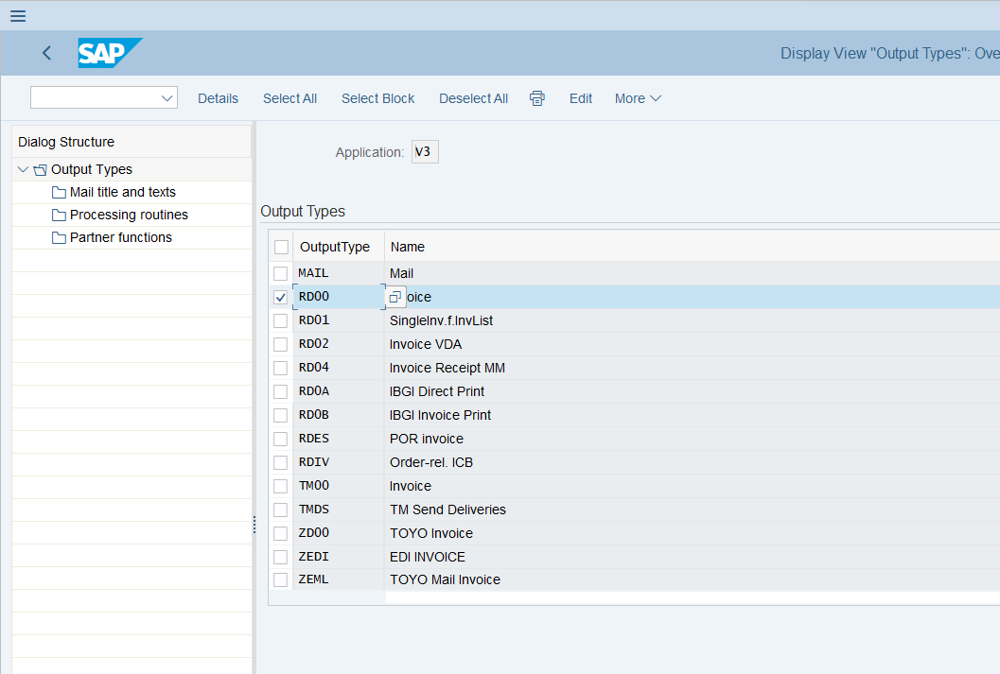 SAP
Display View "Output Types": Ove
Details Select All Select Block Deselect All Edit More
Dialog Structure
Output Types
Mail title and texts
Processing routines
Partner functions
Application: V3
Output Types
OutputType Name
MAIL Mail
RD00 oice
RD01 SingleInv.f.InvList
RD02 Invoice VDA
RD04 Invoice Receipt MM
RD0A IBGI Direct Print
RD0B IBGI Invoice Print
RDES POR invoice
RDIV Order-rel. ICB
TM00 Invoice
TMDS TM Send Deliveries
ZD00 TOYO Invoice
ZEDI EDI INVOICE
ZEML TOYO Mail Invoice